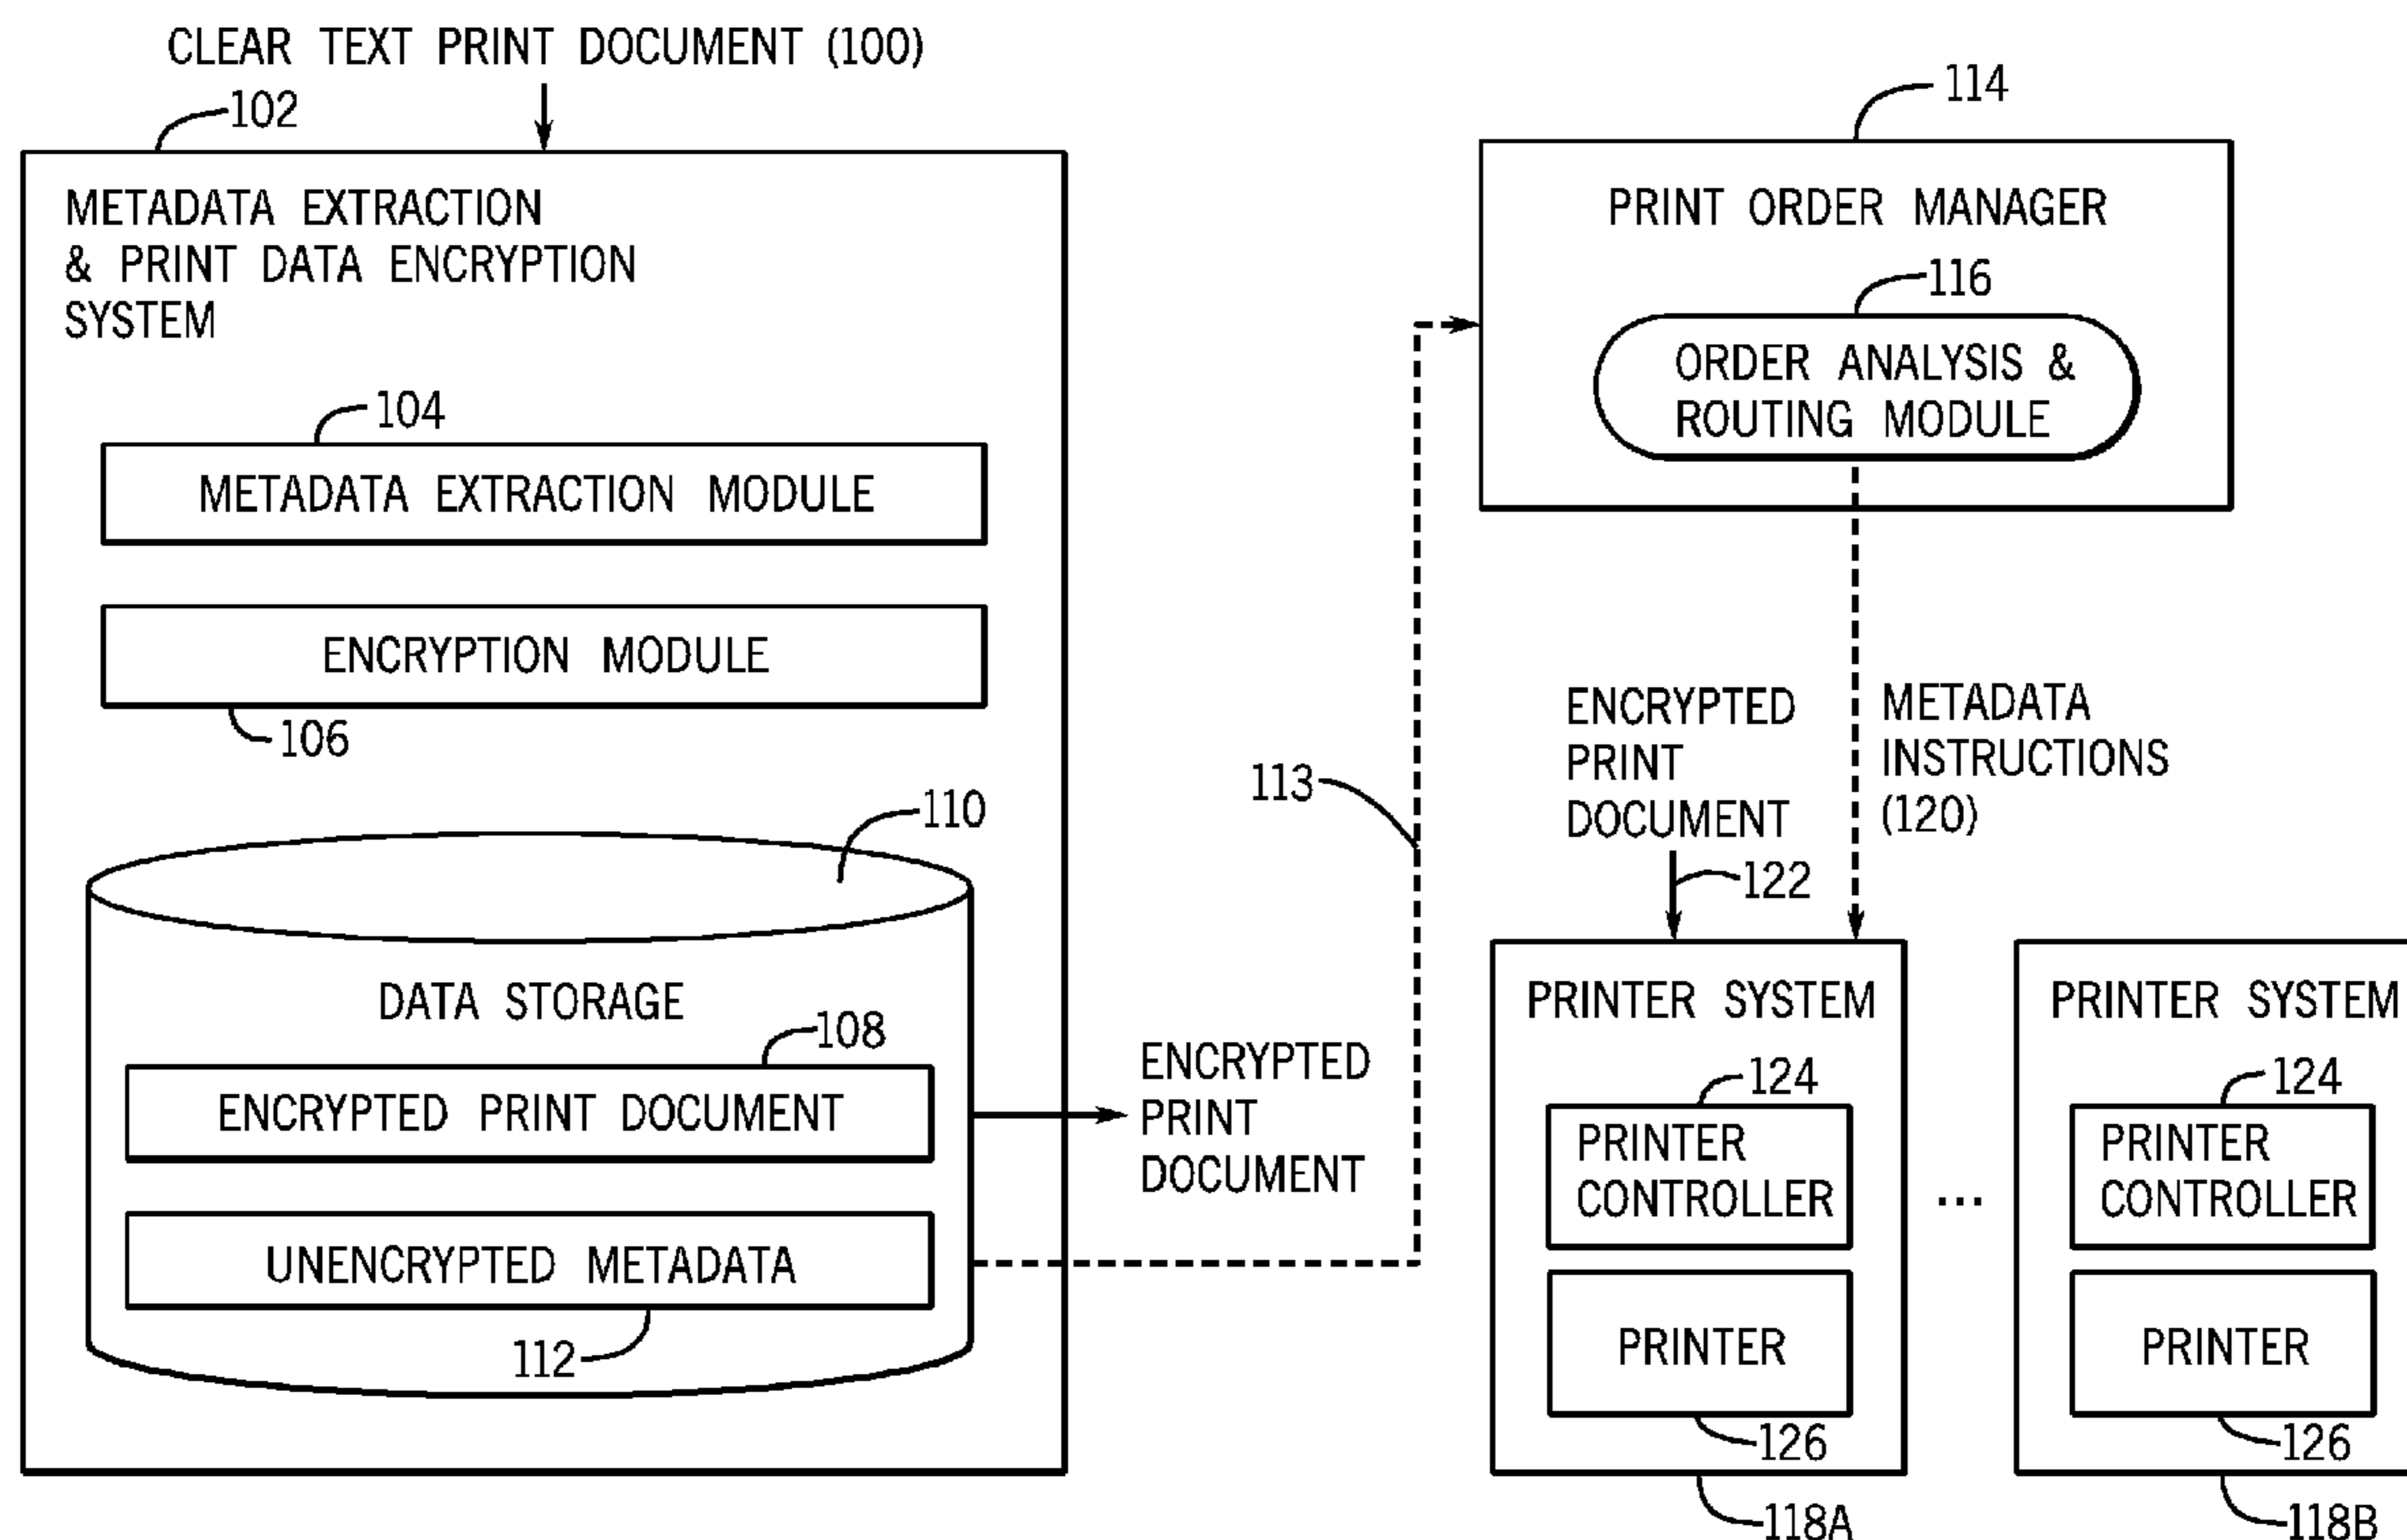 CLEAR TEXT PRINT DOCUMENT (100)
102
METADATA EXTRACTION
& PRINT DATA ENCRYPTION
SYSTEM
104
METADATA EXTRACTION MODULE
ENCRYPTION MODULE
106
110
DATA STORAGE
108
ENCRYPTED PRINT DOCUMENT
UNENCRYPTED METADATA
112
ENCRYPTED
PRINT
DOCUMENT
113
114
PRINT ORDER MANAGER
116
ORDER ANALYSIS &
ROUTING MODULE
ENCRYPTED
PRINT
DOCUMENT
122
METADATA
INSTRUCTIONS
(120)
PRINTER SYSTEM
124
PRINTER
CONTROLLER
PRINTER
126
118A
...
PRINTER SYSTEM
124
PRINTER
CONTROLLER
PRINTER
126
118B